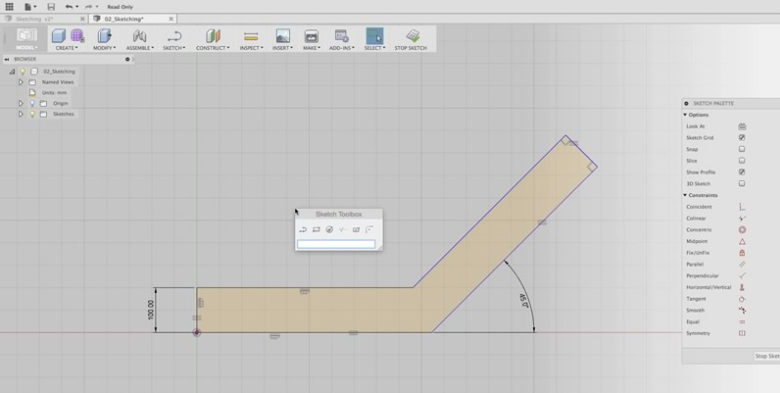 Read Only
Sketching v1*
02_Sketching*
MODEL
CREATE
MODIFY
ASSEMBLE
SKETCH
CONSTRUCT
INSPECT
INSERT
MAKE
ADD-INS
SELECT
STOP SKETCH
BROWSER
02_Sketching
Named Views
Units: mm
Origin
Sketches
Sketch Toolbox
100.00
SKETCH PALETTE
Options
Look At
Sketch Grid
Snap
Slice
Show Profile
3D Sketch
Constraints
Coincident
Colinear
Concentric
Midpoint
Fix/UnFix
Parallel
Perpendicular
Horizontal/Vertical
Tangent
Smooth
Equal
Symmetry
Stop Sket